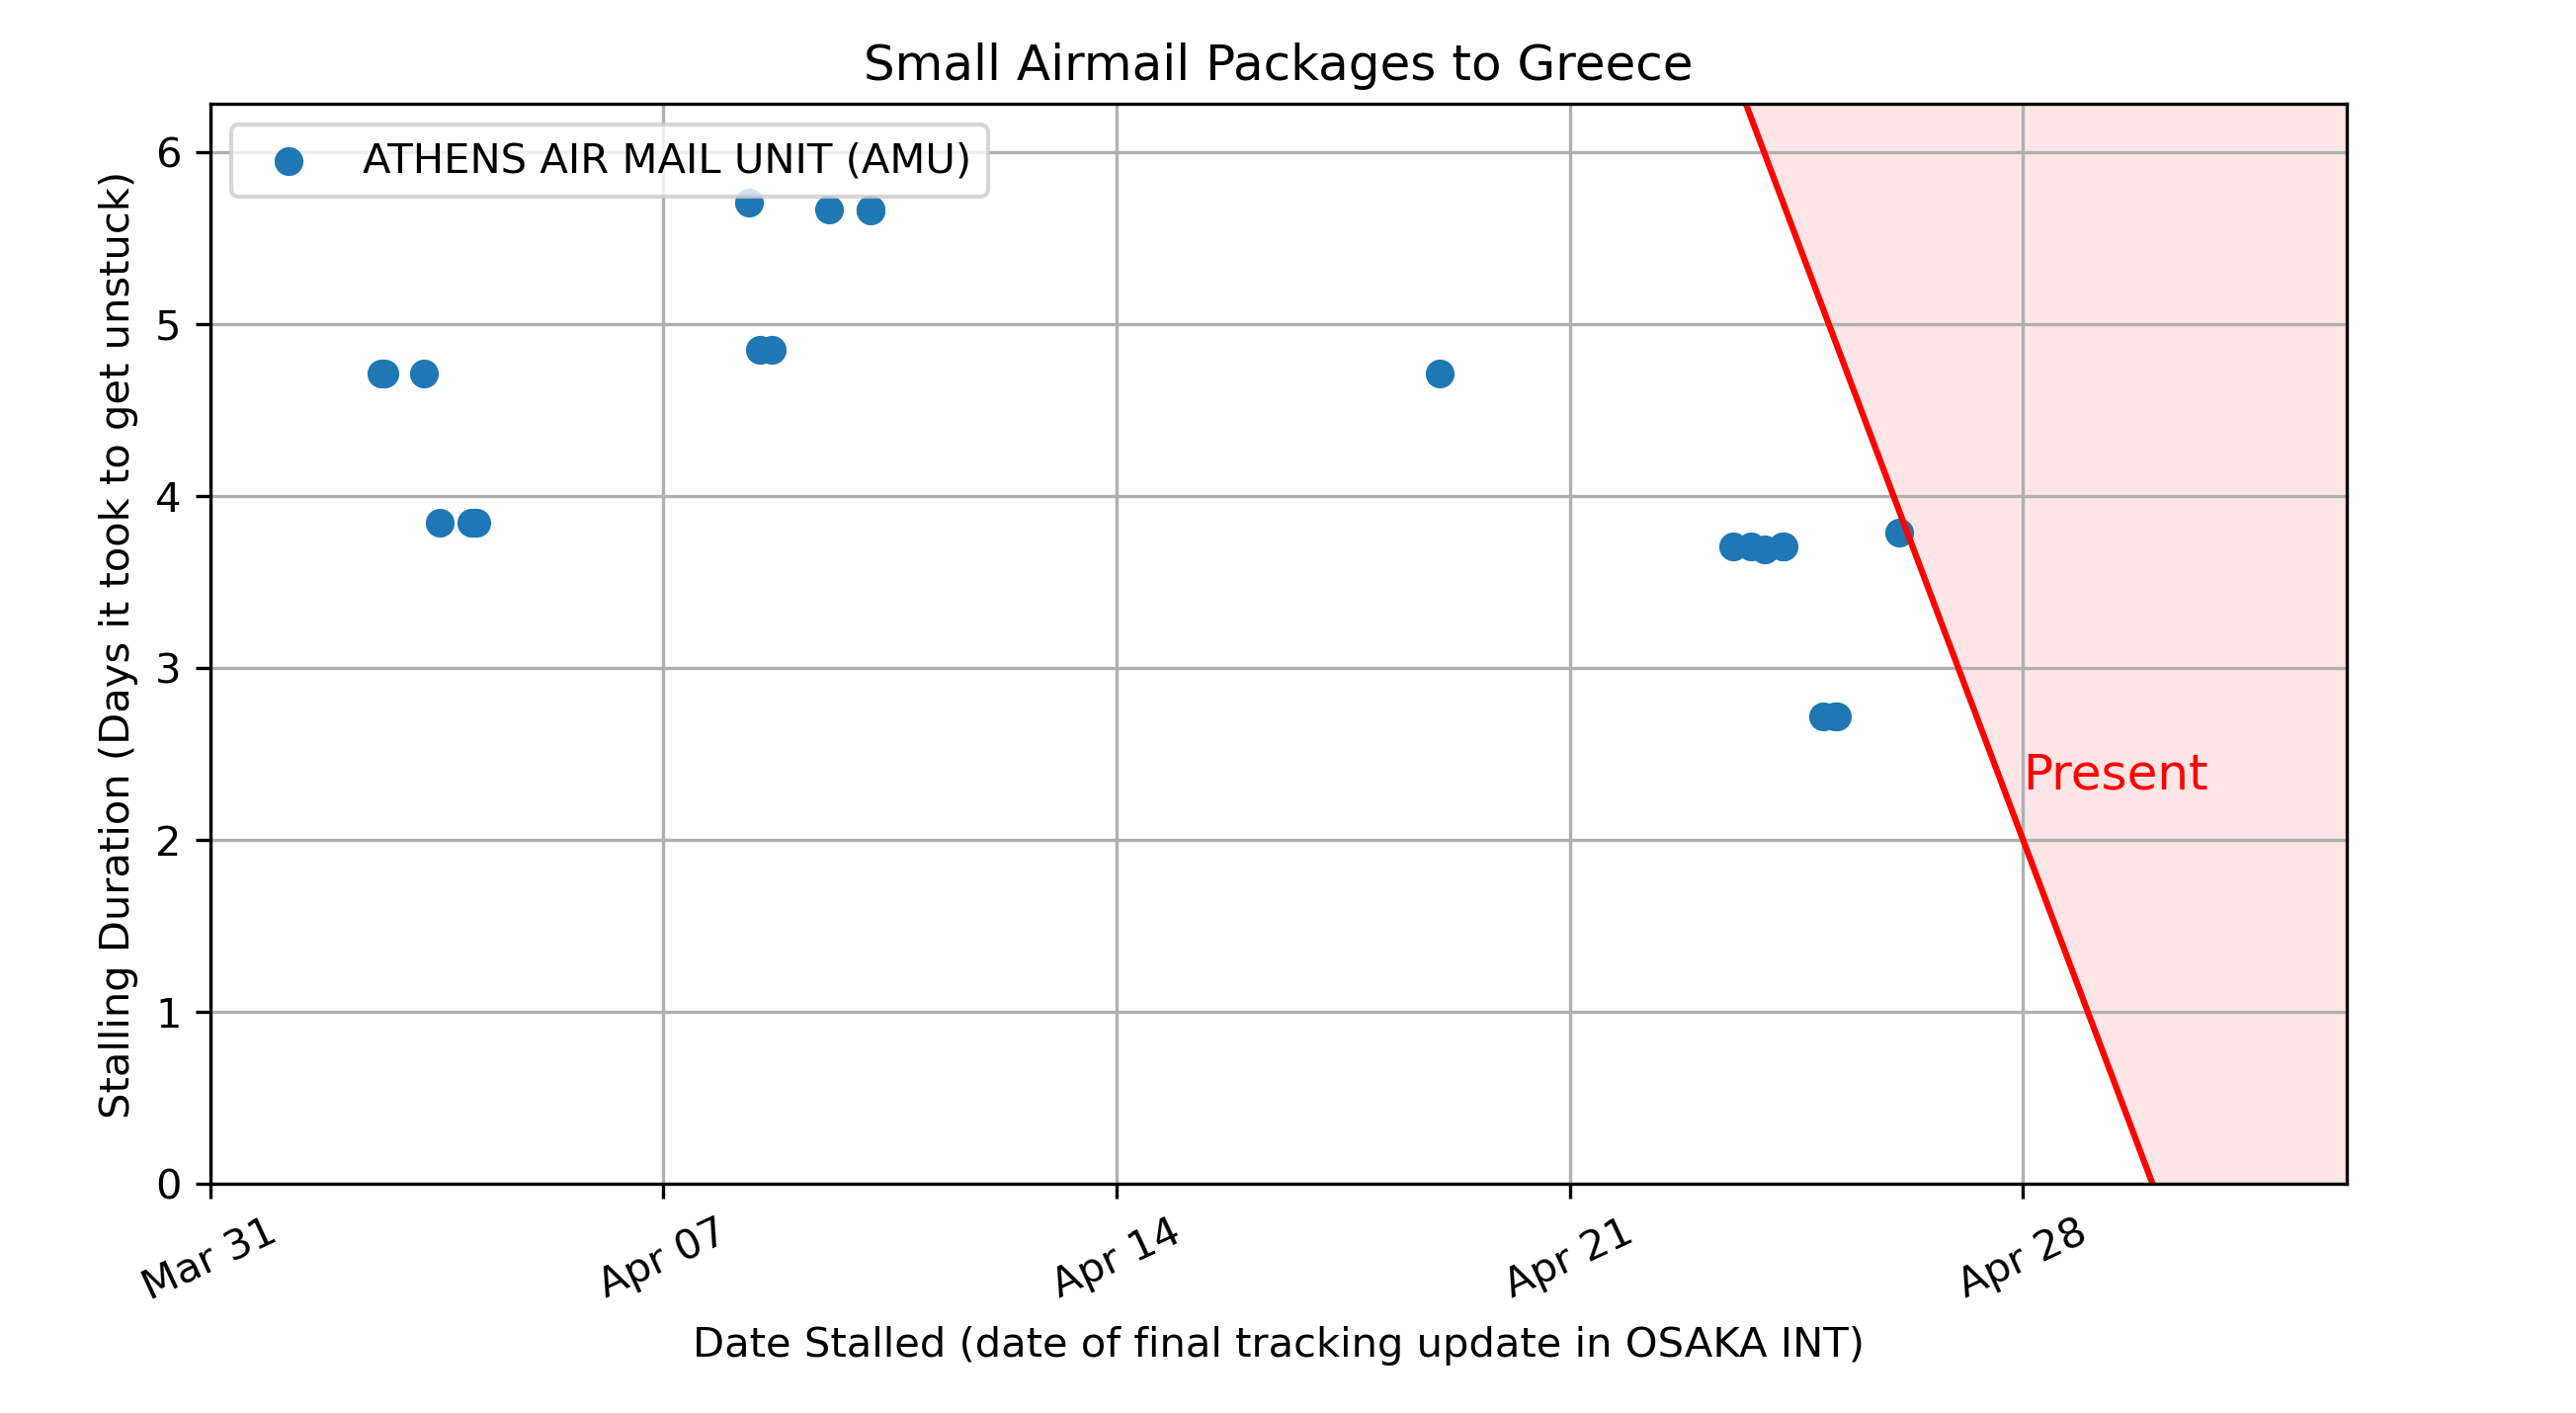 Small Airmail Packages to Greece
ATHENS AIR MAIL UNIT (AMU)
Stalling Duration (Days it took to get unstuck)
6
5
4
3
2
1
0
Present
Mar 31
Apr 07
Apr 14
Apr 21
Apr 28
Date Stalled (date of final tracking update in OSAKA INT)